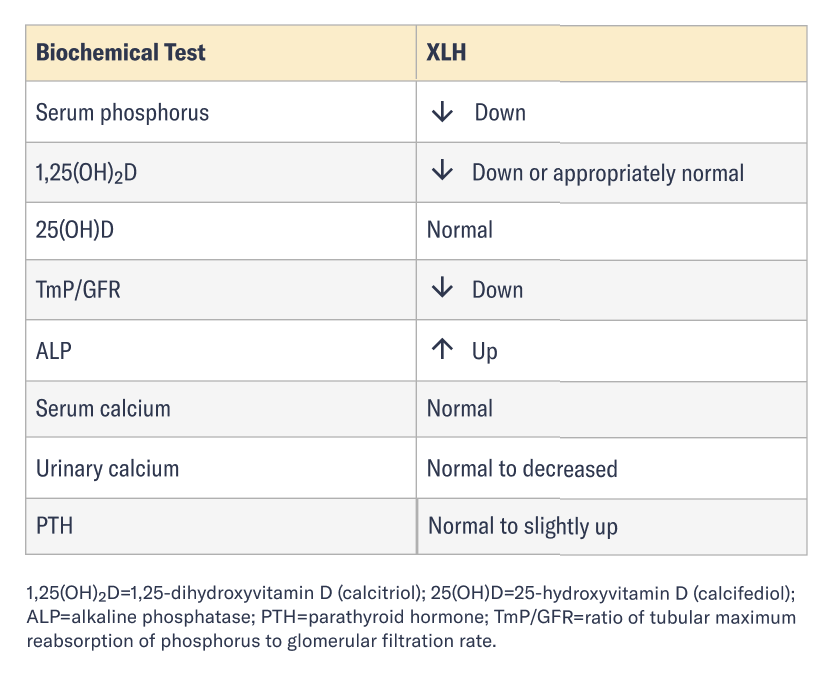 Biochemical Test XLH
Serum phosphorus ↓ Down
1,25(OH)₂D ↓ Down or appropriately normal
25(OH)D Normal
TmP/GFR ↓ Down
ALP ↑ Up
Serum calcium Normal
Urinary calcium Normal to decreased
PTH Normal to slightly up
1,25(OH)₂D=1,25-dihydroxyvitamin D (calcitriol); 25(OH)D=25-hydroxyvitamin D (calcifediol);
ALP=alkaline phosphatase; PTH=parathyroid hormone; TmP/GFR=ratio of tubular maximum
reabsorption of phosphorus to glomerular filtration rate.